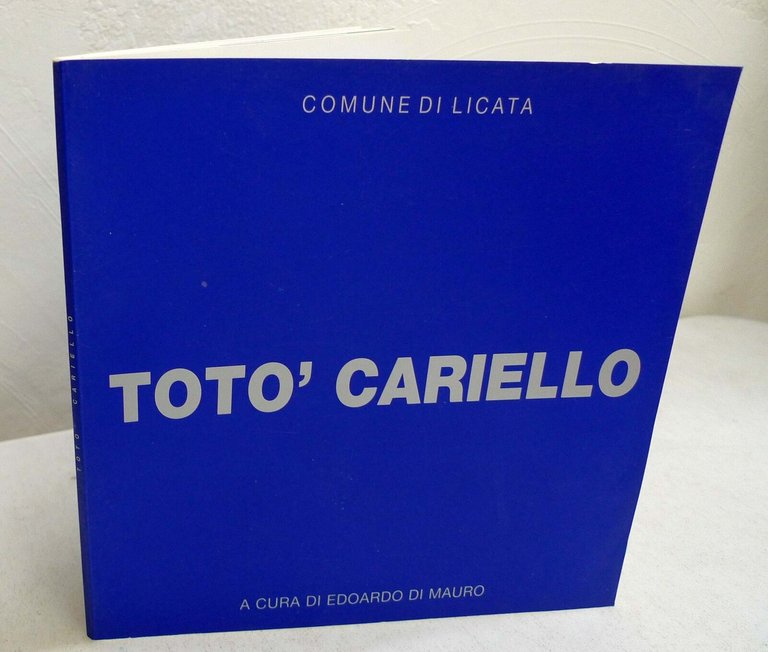 COMUNE DI LICATA
TOTO' CARIELLO
A CURA DI EDOARDO DI MAURO
TOTO' CARIELLO